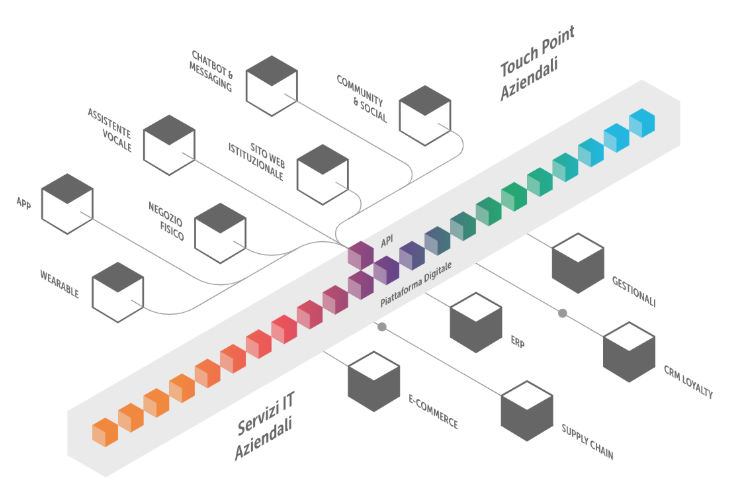 Touch Point
Aziendali
CHATBOT &
MESSAGING
COMMUNITY
& SOCIAL
ASSISTENTE
VOCALE
SITO WEB
ISTITUZIONALE
APP
NEGOZIO
FISICO
WEARABLE
API
Piattaforma Digitale
GESTIONALI
ERP
CRM LOYALTY
E-COMMERCE
SUPPLY CHAIN
Servizi IT
Aziendali